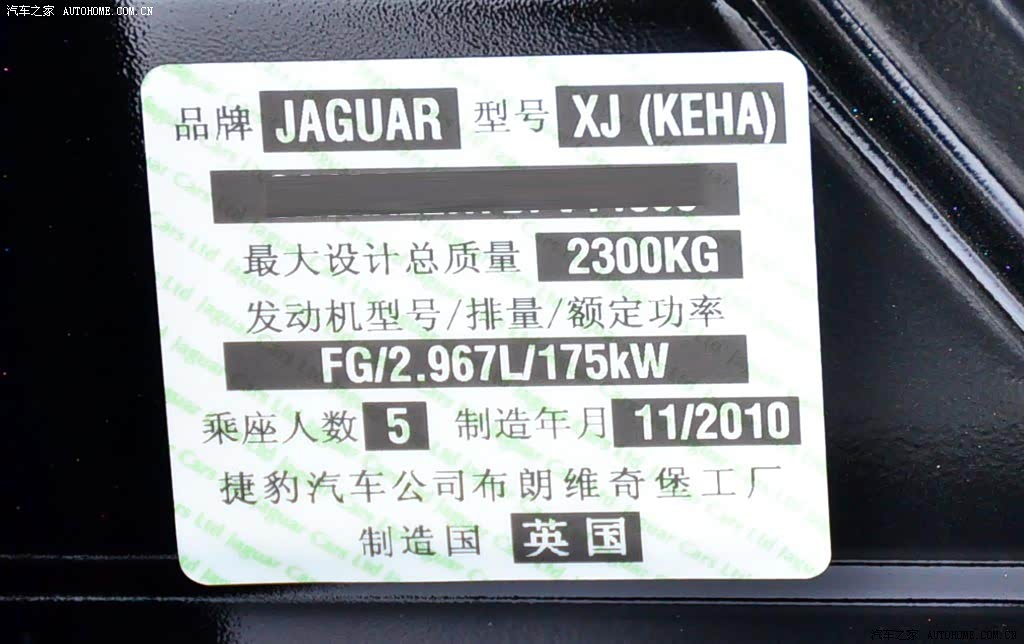 汽车之家 AUTOHOME.COM.CN
品牌 JAGUAR 型号 XJ (KEHA)
最大设计总质量 2300KG
发动机型号/排量/额定功率
FG/2.967L/175kW
乘座人数 5 制造年月 11/2010
捷豹汽车公司布朗维奇堡工厂
制造国 英国
汽车之家 AUTOHOME.COM.CN